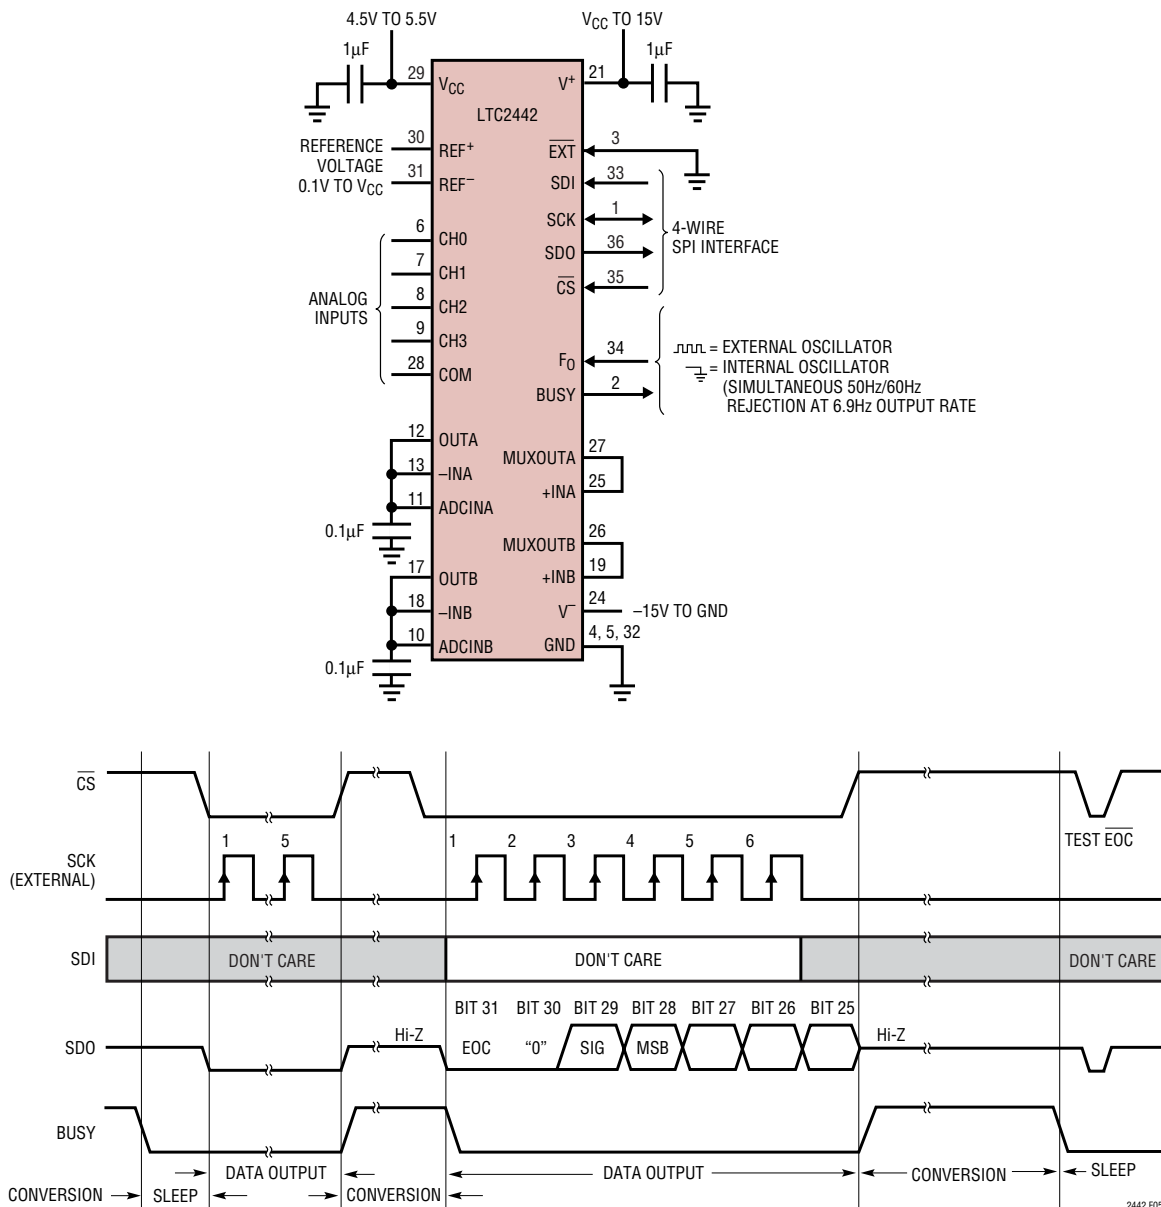 4.5V TO 5.5V
VCC TO 15V
1µF
1µF
29
VCC
V+
21
LTC2442
REFERENCE
VOLTAGE
0.1V TO VCC
30
REF+
31
REF−
EXT
3
SDI
33
SCK
1
SDO
36
CS
35
4-WIRE
SPI INTERFACE
ANALOG
INPUTS
6
CH0
7
CH1
8
CH2
9
CH3
28
COM
FO
34
BUSY
2
= EXTERNAL OSCILLATOR
= INTERNAL OSCILLATOR
(SIMULTANEOUS 50Hz/60Hz
REJECTION AT 6.9Hz OUTPUT RATE
12
OUTA
13
–INA
11
ADCINA
0.1µF
MUXOUTA
27
+INA
25
MUXOUTB
26
+INB
19
17
OUTB
18
–INB
10
ADCINB
0.1µF
V−
24
–15V TO GND
GND
4, 5, 32
CS
TEST EOC
SCK
(EXTERNAL)
1 5 1 2 3 4 5 6
SDI
DON'T CARE DON'T CARE DON'T CARE
BIT 31 BIT 30 BIT 29 BIT 28 BIT 27 BIT 26 BIT 25
SDO
Hi-Z EOC "0" SIG MSB Hi-Z
BUSY
CONVERSION SLEEP DATA OUTPUT CONVERSION DATA OUTPUT CONVERSION SLEEP
2442 F05